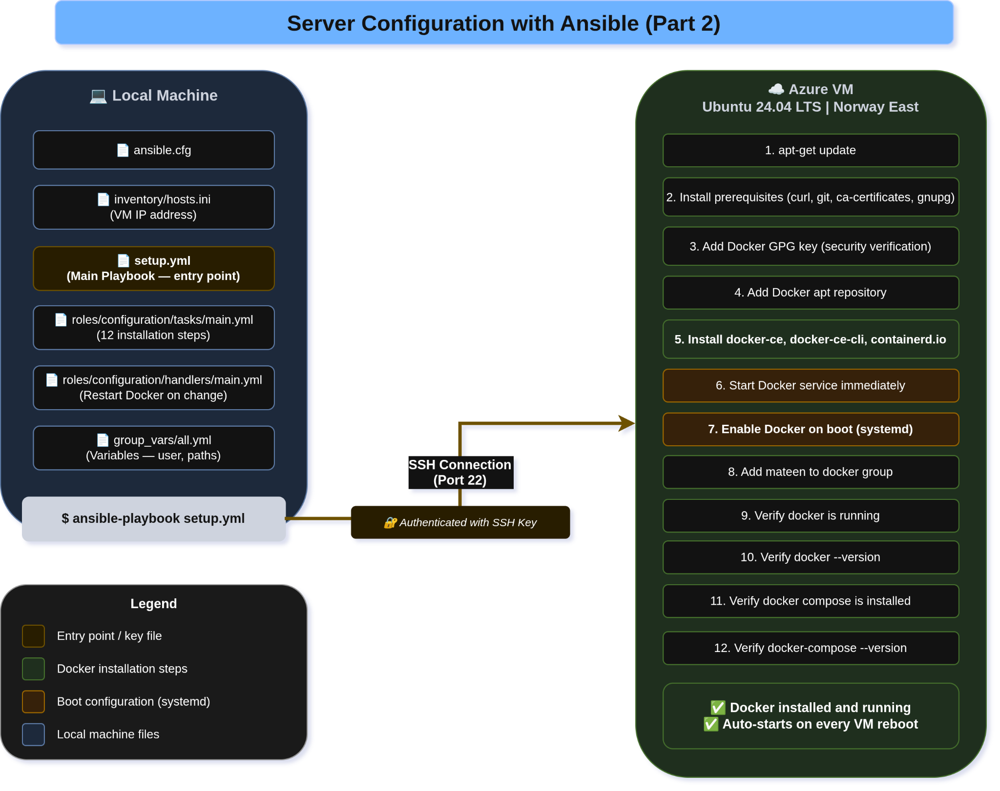 Server Configuration with Ansible (Part 2)
💻 Local Machine
📄 ansible.cfg
📄 inventory/hosts.ini
(VM IP address)
📄 setup.yml
(Main Playbook — entry point)
📄 roles/configuration/tasks/main.yml
(12 installation steps)
📄 roles/configuration/handlers/main.yml
(Restart Docker on change)
📄 group_vars/all.yml
(Variables — user, paths)
$ ansible-playbook setup.yml
SSH Connection
(Port 22)
🔐 Authenticated with SSH Key
☁️ Azure VM
Ubuntu 24.04 LTS | Norway East
1. apt-get update
2. Install prerequisites (curl, git, ca-certificates, gnupg)
3. Add Docker GPG key (security verification)
4. Add Docker apt repository
5. Install docker-ce, docker-ce-cli, containerd.io
6. Start Docker service immediately
7. Enable Docker on boot (systemd)
8. Add mateen to docker group
9. Verify docker is running
10. Verify docker --version
11. Verify docker compose is installed
12. Verify docker-compose --version
✅ Docker installed and running
✅ Auto-starts on every VM reboot
Legend
Entry point / key file
Docker installation steps
Boot configuration (systemd)
Local machine files